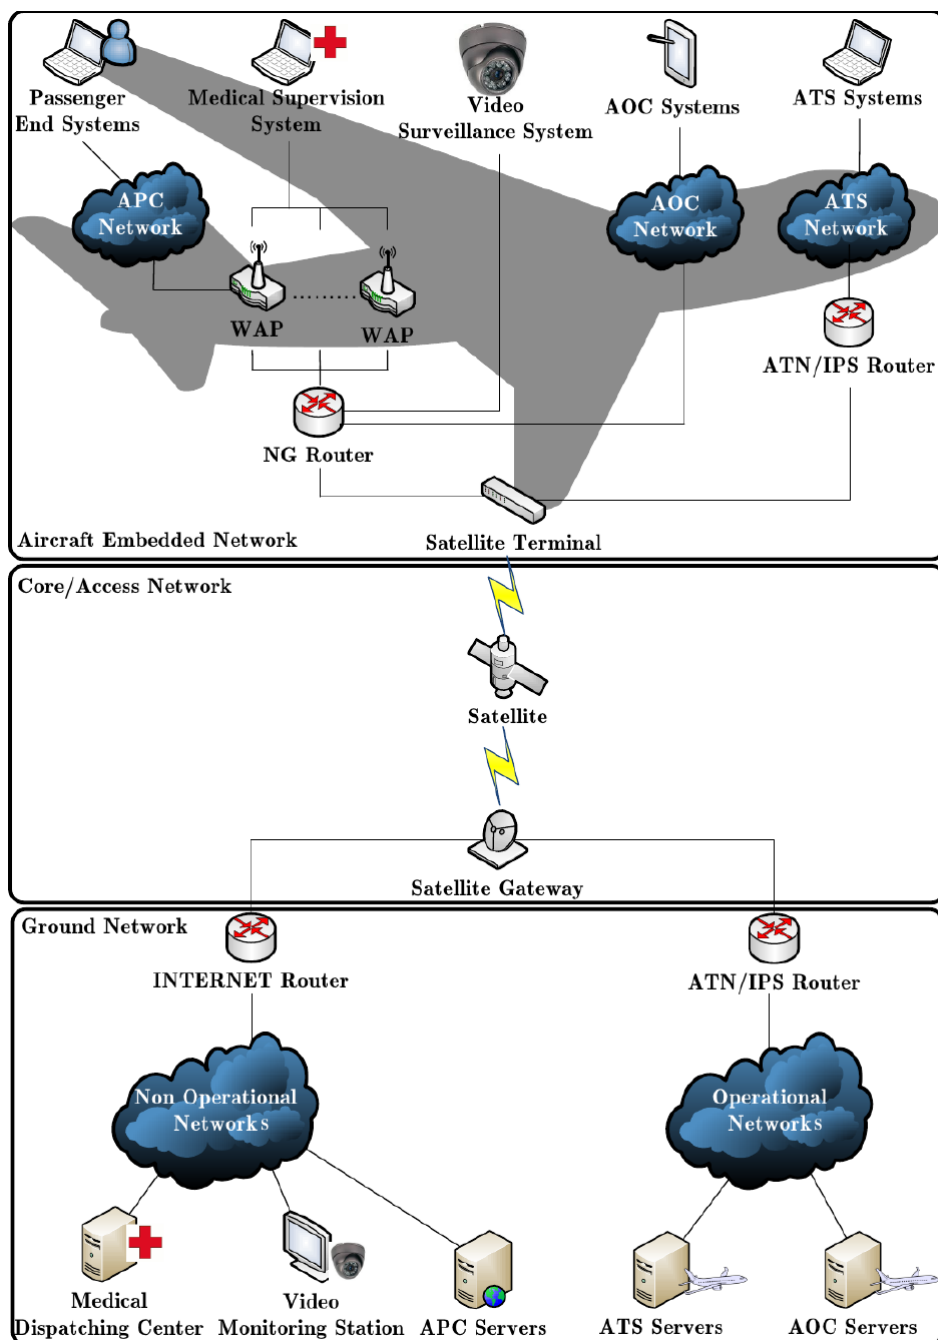 Passenger
End Systems
Medical Supervision
System
Video
Surveillance System
AOC Systems
ATS Systems
APC
Network
AOC
Network
ATS
Network
WAP
WAP
ATN/IPS Router
NG Router
Satellite Terminal
Aircraft Embedded Network
Core/Access Network
Satellite
Satellite Gateway
Ground Network
INTERNET Router
ATN/IPS Router
Non Operational
Networks
Operational
Networks
Medical
Dispatching Center
Video
Monitoring Station
APC Servers
ATS Servers
AOC Servers